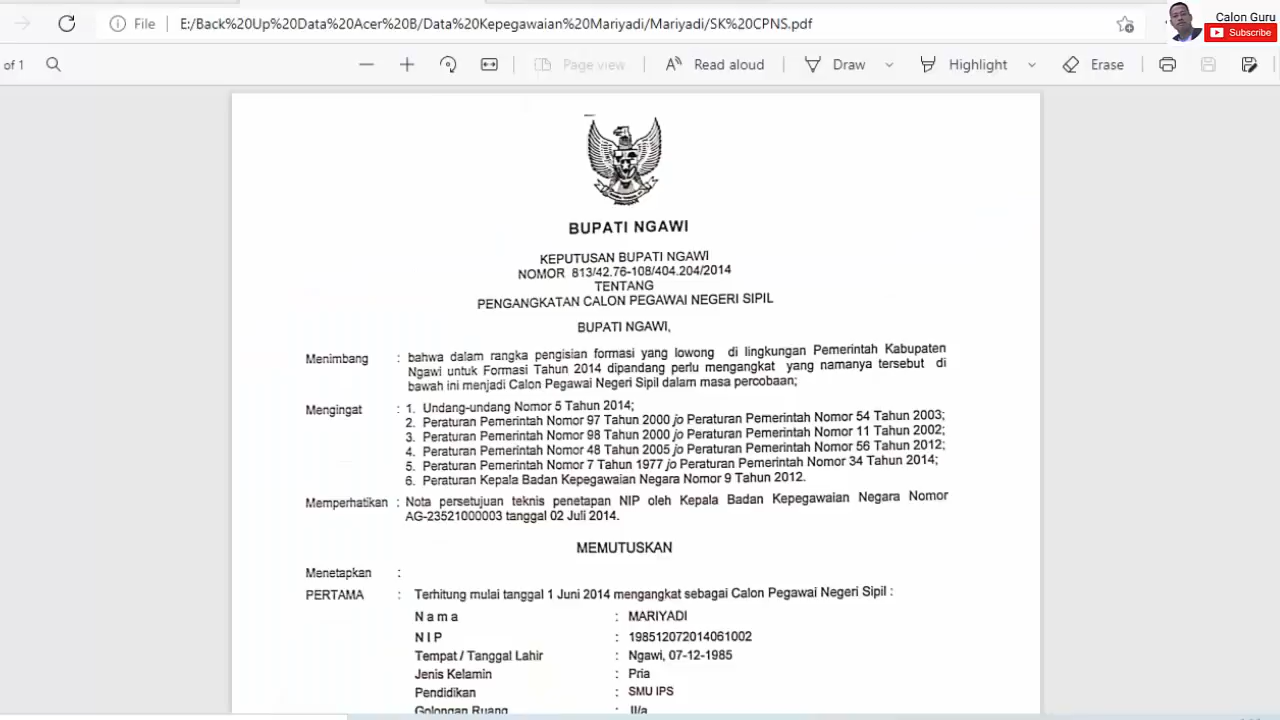 File
E:/Back%20Up%20Data%20Acer%20B/Data%20Kepegawaian%20Mariyadi/Mariyadi/SK%20CPNS.pdf
Calon Guru
Subscribe
of 1
Page view
Read aloud
Draw
Highlight
Erase
BUPATI NGAWI
KEPUTUSAN BUPATI NGAWI
NOMOR 813/42.76-108/404.204/2014
TENTANG
PENGANGKATAN CALON PEGAWAI NEGERI SIPIL
BUPATI NGAWI,
Menimbang : bahwa dalam rangka pengisian formasi yang lowong di lingkungan Pemerintah Kabupaten
Ngawi untuk Formasi Tahun 2014 dipandang perlu mengangkat yang namanya tersebut di
bawah ini menjadi Calon Pegawai Negeri Sipil dalam masa percobaan;
Mengingat : 1. Undang-undang Nomor 5 Tahun 2014;
2. Peraturan Pemerintah Nomor 97 Tahun 2000 jo Peraturan Pemerintah Nomor 54 Tahun 2003;
3. Peraturan Pemerintah Nomor 98 Tahun 2000 jo Peraturan Pemerintah Nomor 11 Tahun 2002;
4. Peraturan Pemerintah Nomor 48 Tahun 2005 jo Peraturan Pemerintah Nomor 56 Tahun 2012;
5. Peraturan Pemerintah Nomor 7 Tahun 1977 jo Peraturan Pemerintah Nomor 34 Tahun 2014;
6. Peraturan Kepala Badan Kepegawaian Negara Nomor 9 Tahun 2012.
Memperhatikan : Nota persetujuan teknis penetapan NIP oleh Kepala Badan Kepegawaian Negara Nomor
AG-23521000003 tanggal 02 Juli 2014.
MEMUTUSKAN
Menetapkan :
PERTAMA : Terhitung mulai tanggal 1 Juni 2014 mengangkat sebagai Calon Pegawai Negeri Sipil :
N a m a : MARIYADI
N I P : 198512072014061002
Tempat / Tanggal Lahir : Ngawi, 07-12-1985
Jenis Kelamin : Pria
Pendidikan : SMU IPS
Golongan Ruang : II/a